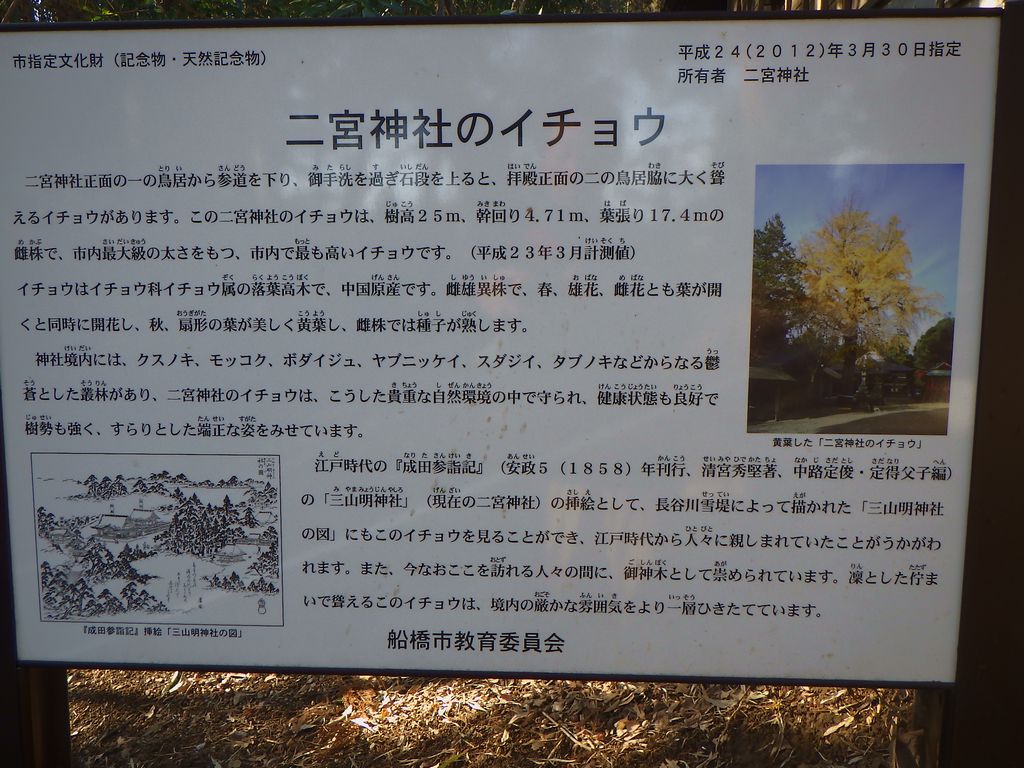 市指定文化財（記念物・天然記念物）
平成２４(２０１２)年３月３０日指定
所有者　二宮神社
二宮神社のイチョウ
二宮神社正面の一の鳥居から参道を下り、御手洗を過ぎ石段を上ると、拝殿正面の二の鳥居脇に大く聳
えるイチョウがあります。この二宮神社のイチョウは、樹高２５ｍ、幹回り４.７１ｍ、葉張り１７.４ｍの
雌株で、市内最大級の太さをもつ、市内で最も高いイチョウです。（平成２３年３月計測値）
イチョウはイチョウ科イチョウ属の落葉高木で、中国原産です。雌雄異株で、春、雄花、雌花とも葉が開
くと同時に開花し、秋、扇形の葉が美しく黄葉し、雌株では種子が熟します。
神社境内には、クスノキ、モッコク、ボダイジュ、ヤブニッケイ、スダジイ、タブノキなどからなる鬱
蒼とした叢林があり、二宮神社のイチョウは、こうした貴重な自然環境の中で守られ、健康状態も良好で
樹勢も強く、すらりとした端正な姿をみせています。
黄葉した「二宮神社のイチョウ」
江戸時代の『成田参詣記』（安政５（１８５８）年刊行、清宮秀堅著、中路定俊・定得父子編）
の「三山明神社」（現在の二宮神社）の挿絵として、長谷川雪堤によって描かれた「三山明神社
の図」にもこのイチョウを見ることができ、江戸時代から人々に親しまれていたことがうかがわ
れます。また、今なおここを訪れる人々の間に、御神木として崇められています。凜とした佇ま
いで聳えるこのイチョウは、境内の厳かな雰囲気をより一層ひきたてています。
『成田参詣記』挿絵「三山明神社の図」
船橋市教育委員会